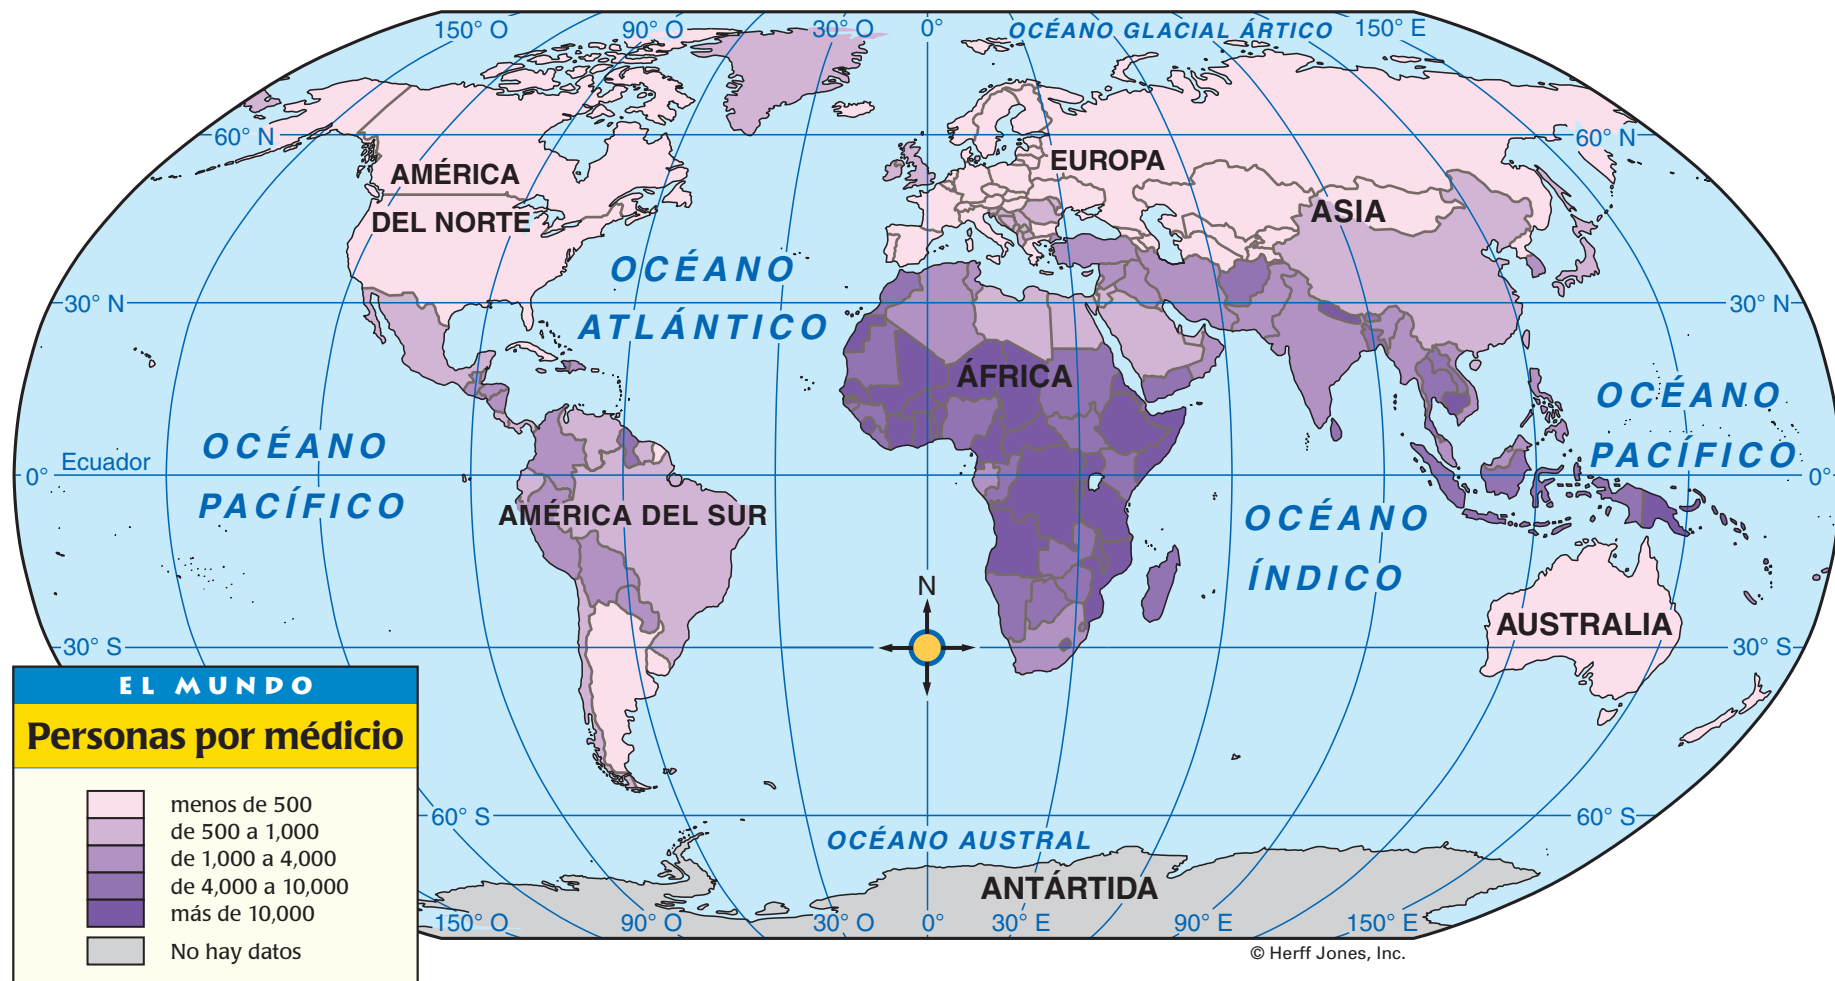 150° O
90° O
30° O
0°
OCÉANO GLACIAL ÁRTICO
150° E
60° N
60° N
AMÉRICA
DEL NORTE
EUROPA
ASIA
OCÉANO
ATLÁNTICO
30° N
30° N
ÁFRICA
OCÉANO
PACÍFICO
OCÉANO
PACÍFICO
0°
Ecuador
0°
AMÉRICA DEL SUR
OCÉANO
ÍNDICO
N
AUSTRALIA
30° S
30° S
EL MUNDO
Personas por médicio
menos de 500
de 500 a 1,000
de 1,000 a 4,000
de 4,000 a 10,000
más de 10,000
No hay datos
60° S
60° S
OCÉANO AUSTRAL
ANTÁRTIDA
150° O
90° O
30° O
0°
30° E
90° E
150° E
© Herff Jones, Inc.